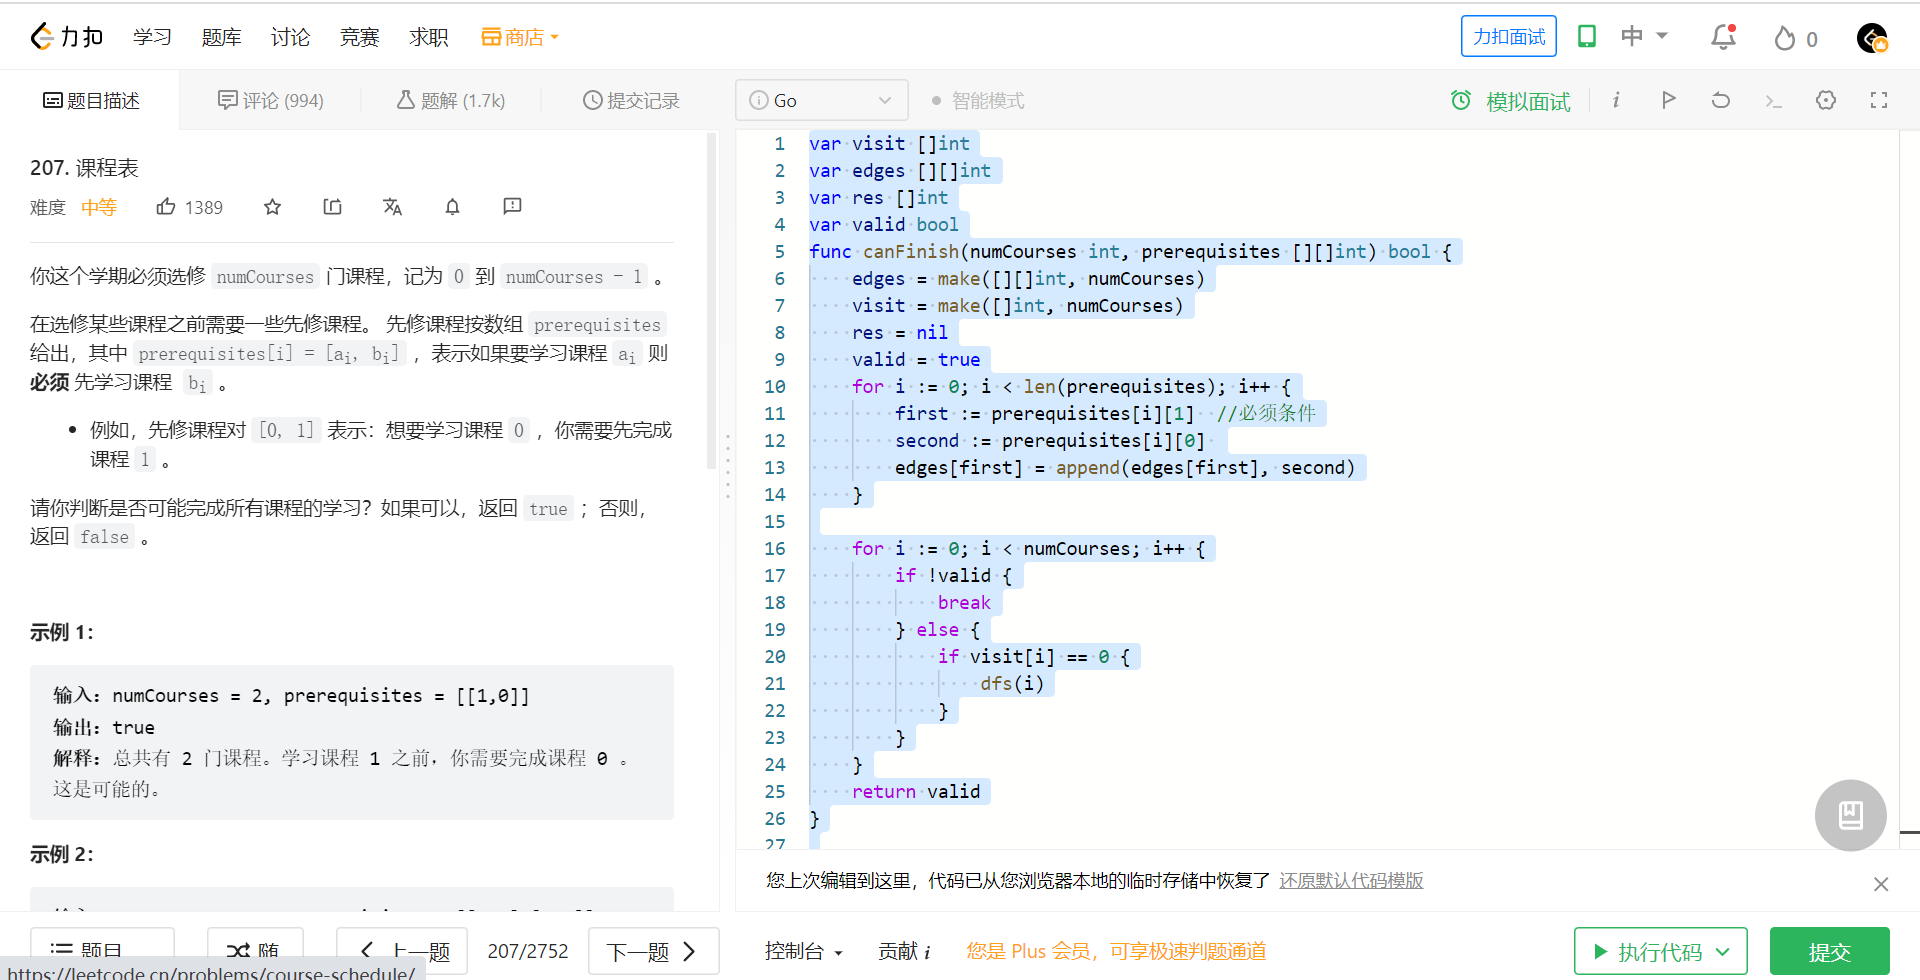 力扣 学习 题库 讨论 竞赛 求职 商店 力扣面试 中 0
题目描述 评论 (994) 题解 (1.7k) 提交记录
207. 课程表
难度 中等 1389
你这个学期必须选修 numCourses 门课程，记为 0 到 numCourses - 1 。
在选修某些课程之前需要一些先修课程。 先修课程按数组 prerequisites
给出，其中 prerequisites[i] = [ai, bi] ，表示如果要学习课程 ai 则
必须 先学习课程 bi 。
• 例如，先修课程对 [0, 1] 表示：想要学习课程 0 ，你需要先完成
课程 1 。
请你判断是否可能完成所有课程的学习？如果可以，返回 true ；否则，
返回 false 。
示例 1：
输入：numCourses = 2, prerequisites = [[1,0]]
输出：true
解释：总共有 2 门课程。学习课程 1 之前，你需要完成课程 0 。
这是可能的。
示例 2：
题目 随 上一题 207/2752 下一题
https://leetcode.cn/problems/course-schedule/
Go 智能模式 模拟面试 i
1 var visit []int
2 var edges [][]int
3 var res []int
4 var valid bool
5 func canFinish(numCourses int, prerequisites [][]int) bool {
6 edges = make([][]int, numCourses)
7 visit = make([]int, numCourses)
8 res = nil
9 valid = true
10 for i := 0; i < len(prerequisites); i++ {
11 first := prerequisites[i][1] //必须条件
12 second := prerequisites[i][0]
13 edges[first] = append(edges[first], second)
14 }
15
16 for i := 0; i < numCourses; i++ {
17 if !valid {
18 break
19 } else {
20 if visit[i] == 0 {
21 dfs(i)
22 }
23 }
24 }
25 return valid
26 }
27
您上次编辑到这里，代码已从您浏览器本地的临时存储中恢复了 还原默认代码模版
控制台 贡献 i 您是 Plus 会员，可享极速判题通道 执行代码 提交